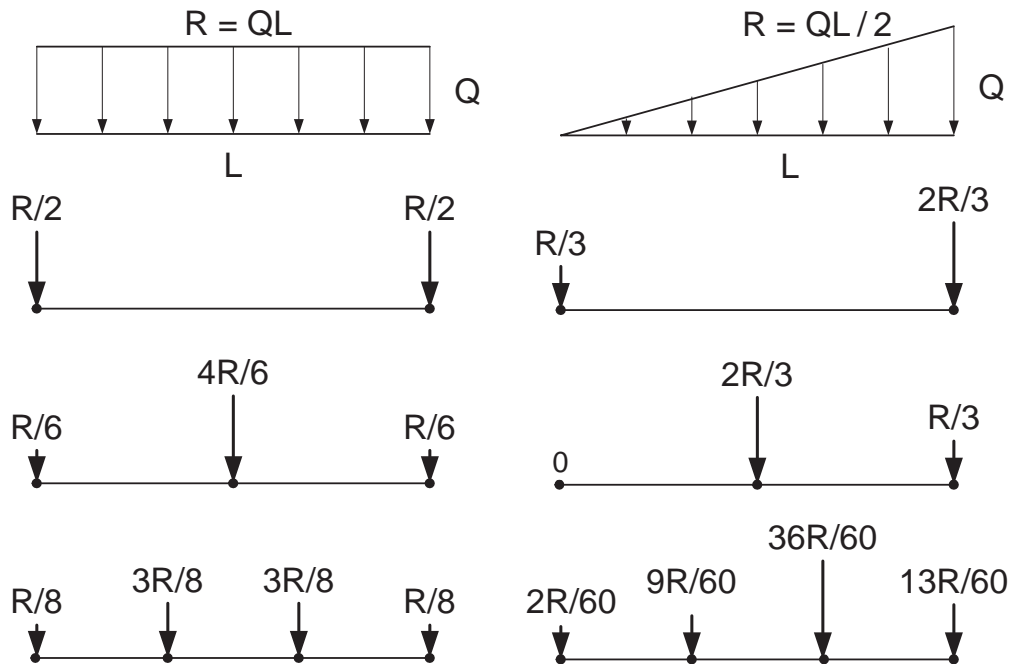 R = QL
R = QL / 2
Q
Q
L
L
R/2
R/2
R/3
2R/3
R/6
4R/6
R/6
0
2R/3
R/3
R/8
3R/8
3R/8
R/8
2R/60
9R/60
36R/60
13R/60